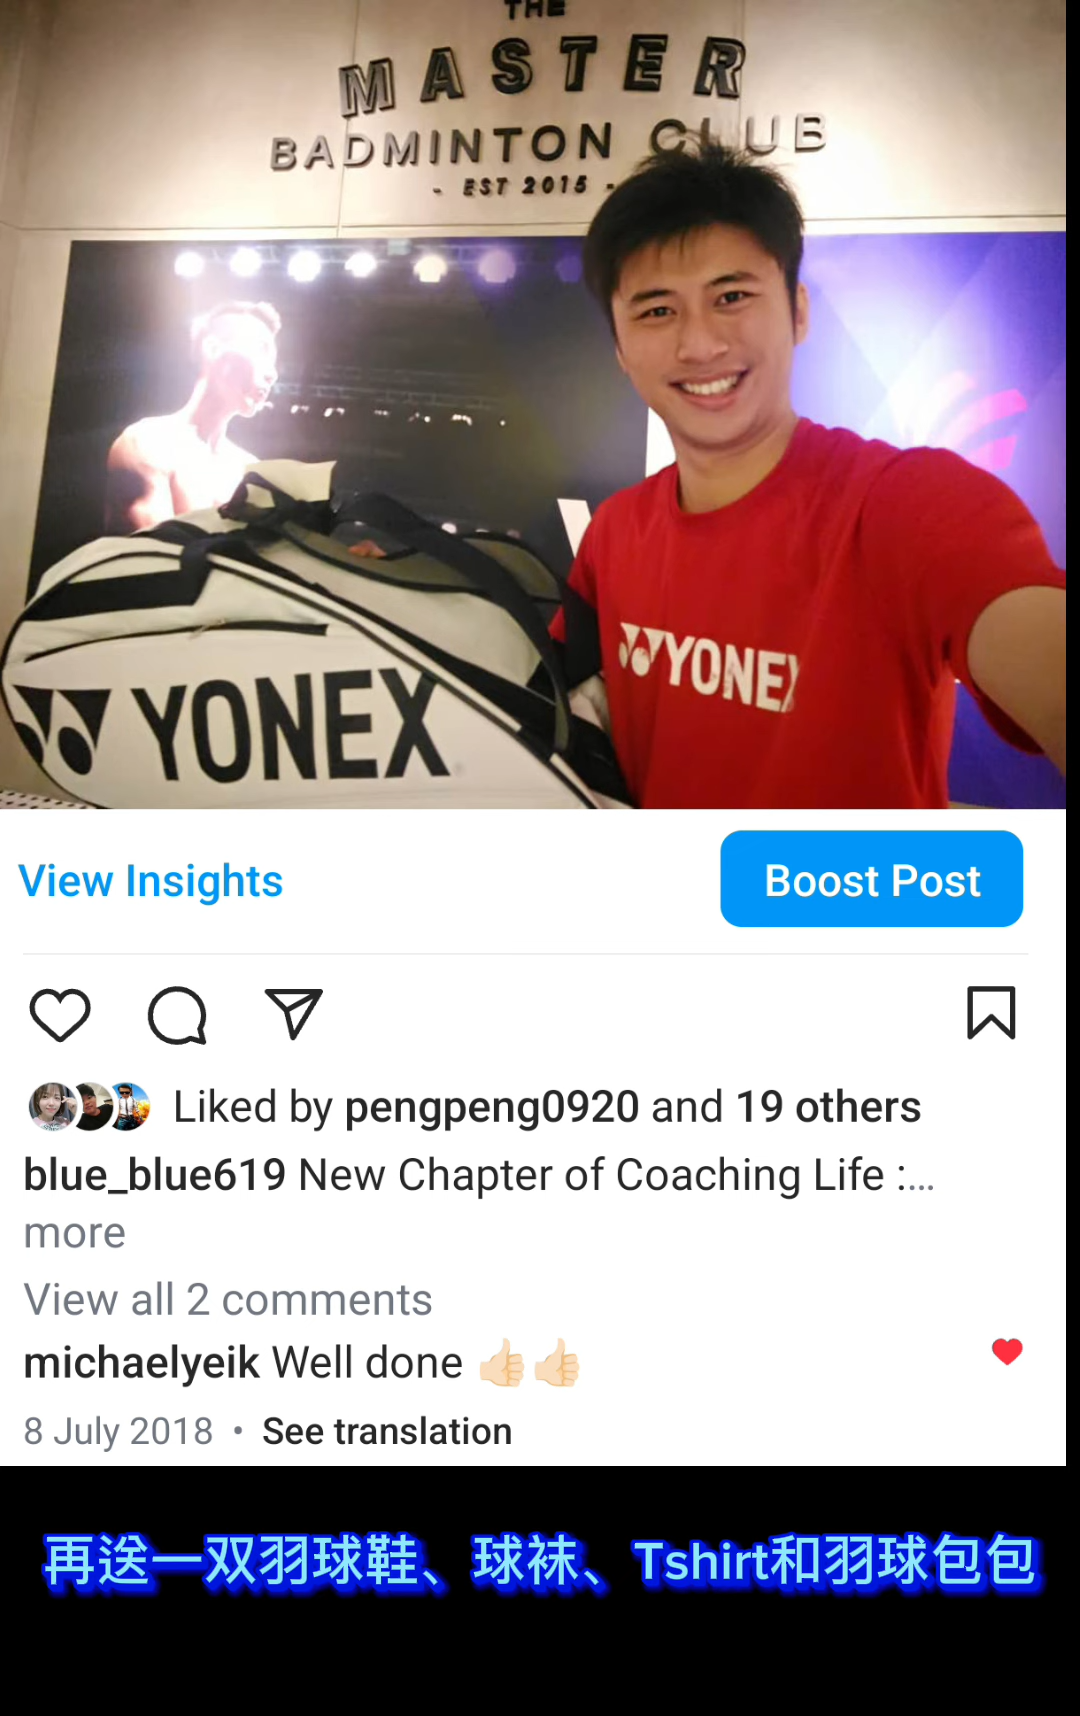 THE
MASTER
BADMINTON CLUB
- EST 2015 -
YONEX
YONEX
View Insights
Boost Post
Liked by pengpeng0920 and 19 others
blue_blue619 New Chapter of Coaching Life :...
more
View all 2 comments
michaelyeik Well done 👍🏻👍🏻
8 July 2018 • See translation
再送一双羽球鞋、球袜、Tshirt和羽球包包